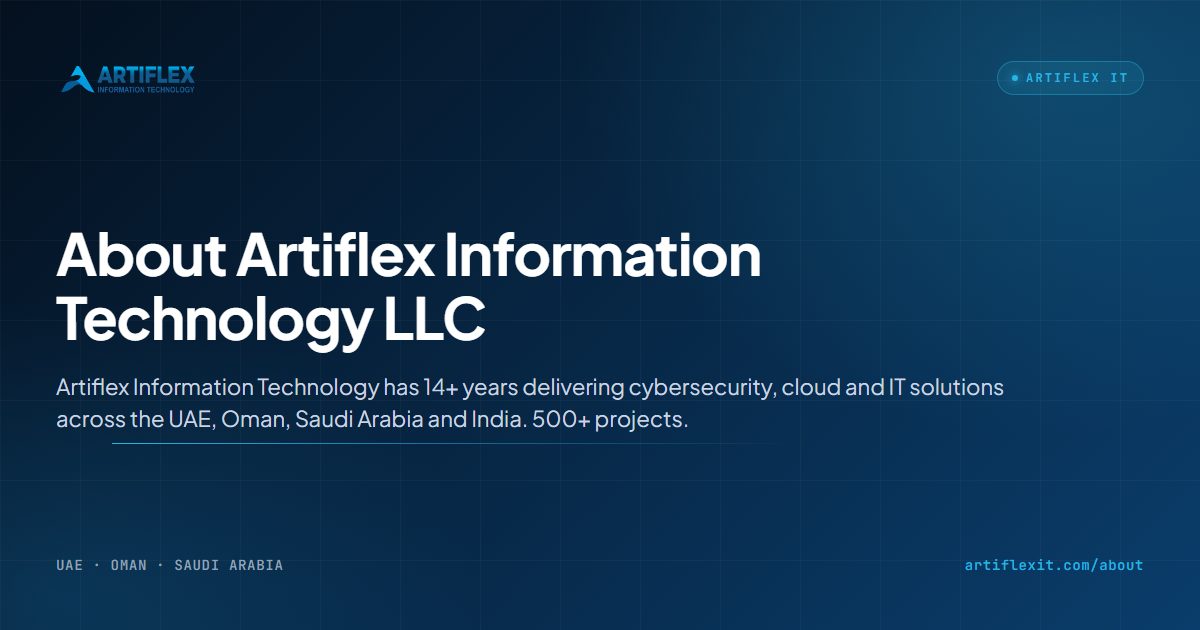 ARTIFLEX
INFORMATION TECHNOLOGY
ARTIFLEX IT
About Artiflex Information
Technology LLC
Artiflex Information Technology has 14+ years delivering cybersecurity, cloud and IT solutions
across the UAE, Oman, Saudi Arabia and India. 500+ projects.
UAE · OMAN · SAUDI ARABIA
artiflexit.com/about